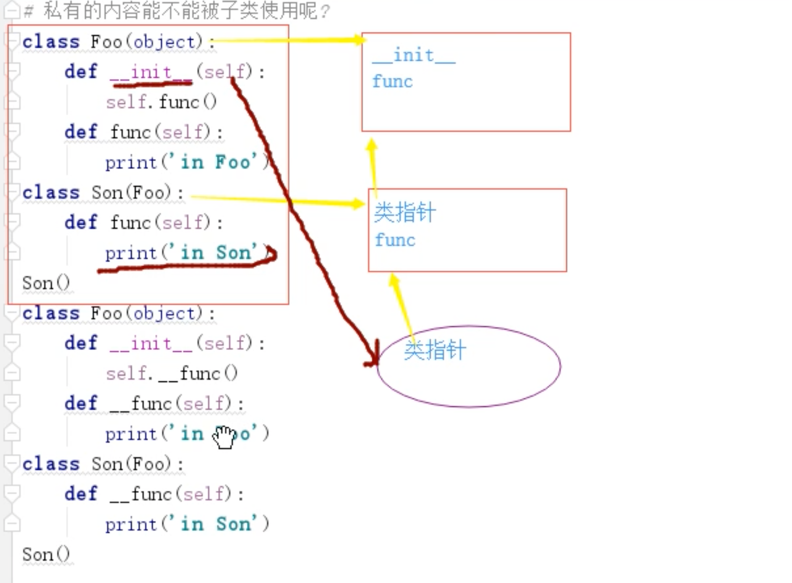 # 私有的内容能不能被子类使用呢?
class Foo(object):
    def __init__(self):
        self.func()
    def func(self):
        print('in Foo')
class Son(Foo):
    def func(self):
        print('in Son')
Son()
class Foo(object):
    def __init__(self):
        self.__func()
    def __func(self):
        print('in Foo')
class Son(Foo):
    def __func(self):
        print('in Son')
Son()
__init__
func
类指针
func
类指针